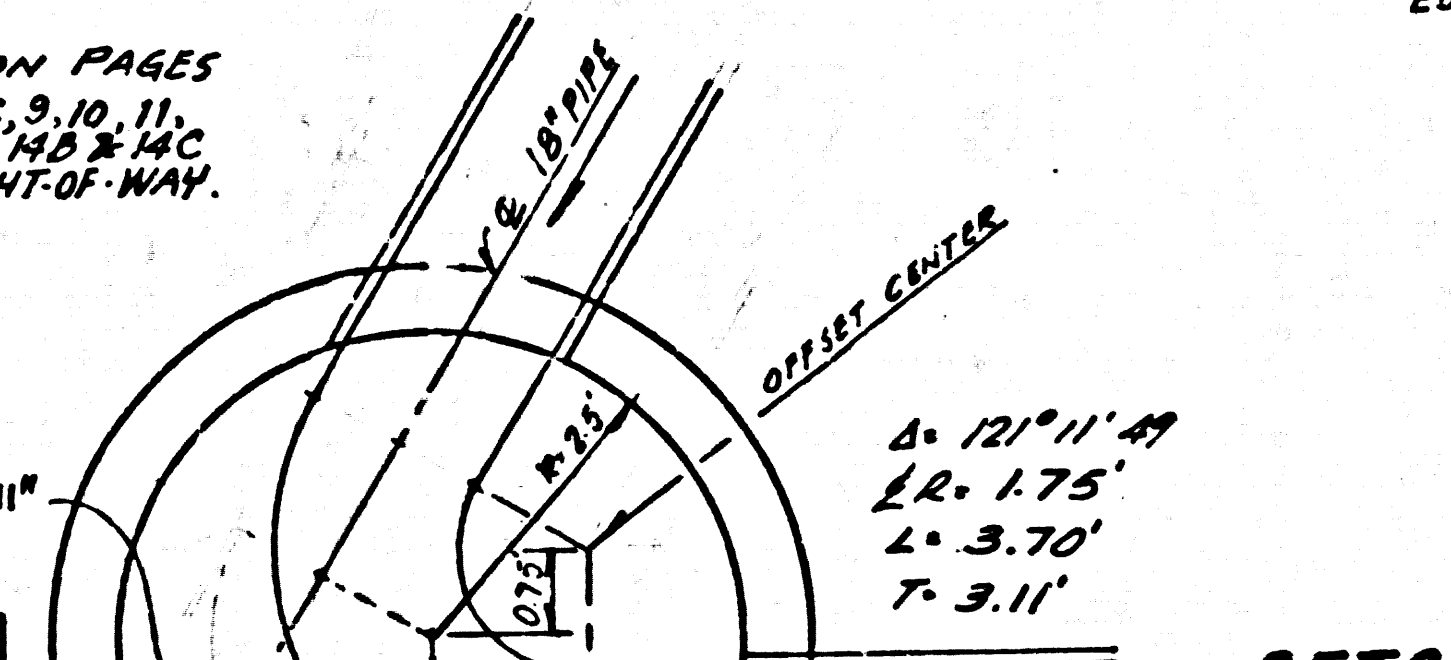 ON PAGES
, 9, 10, 11,
14B & 14C
HT-OF-WAY.
℄ 18" PIPE
OFFSET CENTER
R=2.5'
0.75'
11"
Δ= 121°11'49
℄ R= 1.75'
L= 3.70'
T= 3.11'